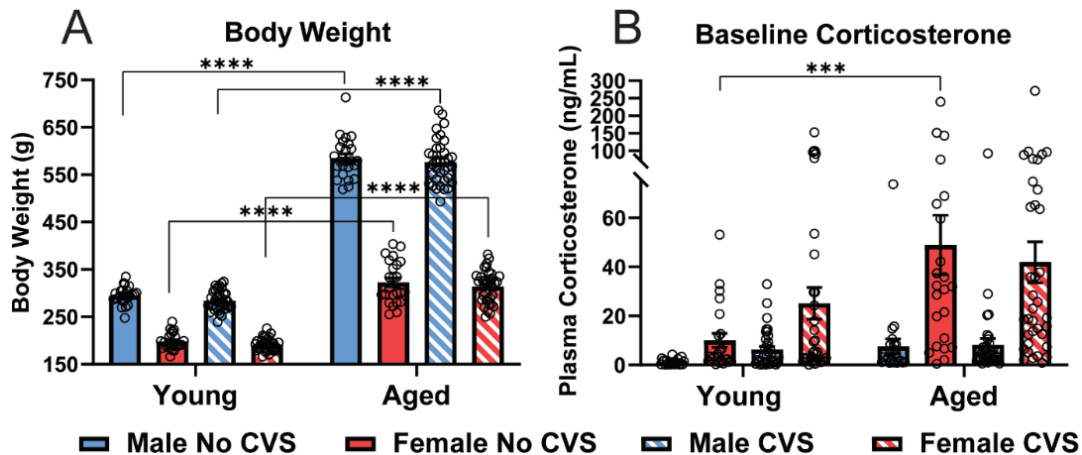 A
Body Weight
Body Weight (g)
750
650
550
450
350
250
150
****
****
****
****
Young
Aged
B
Baseline Corticosterone
Plasma Corticosterone (ng/mL)
300
250
200
150
100
60
40
20
0
***
Young
Aged
Male No CVS
Female No CVS
Male CVS
Female CVS